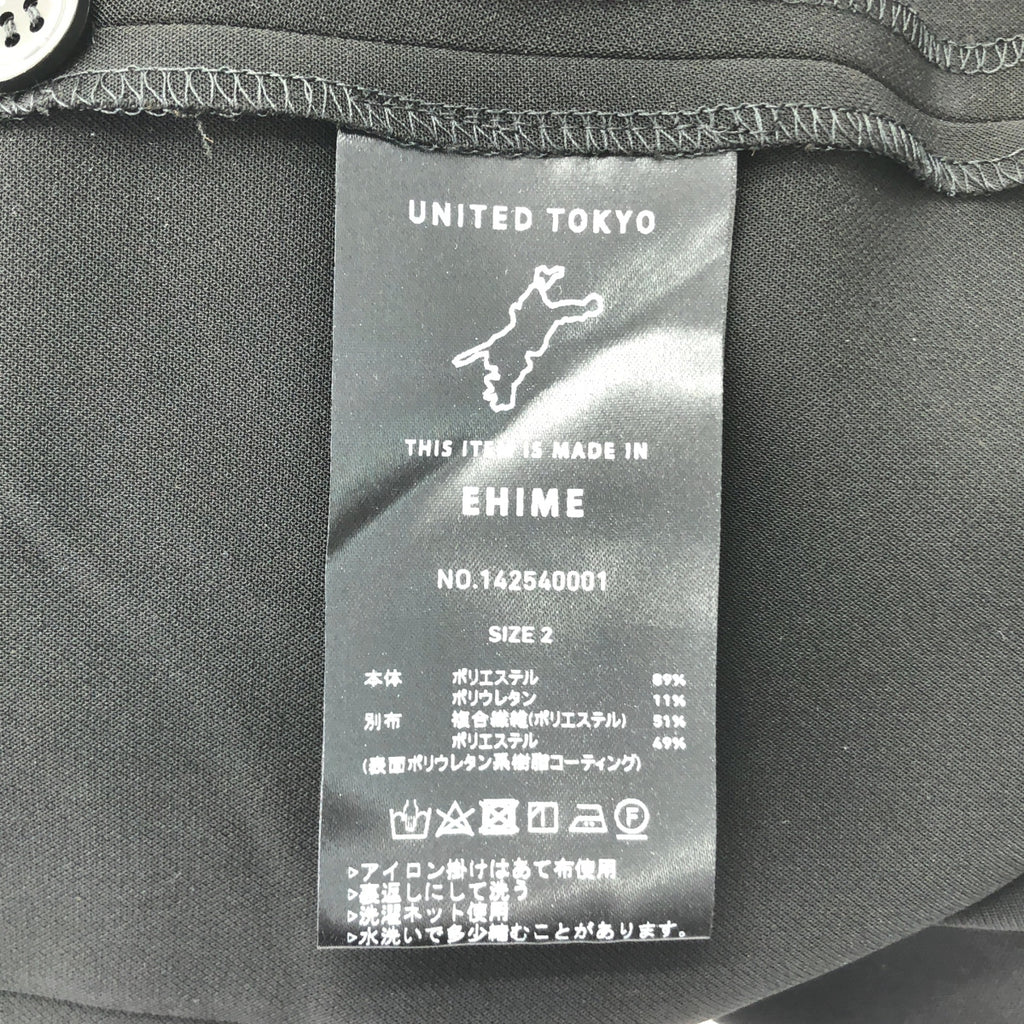 UNITED TOKYO
THIS ITEM IS MADE IN
EHIME
NO.142540001
SIZE 2
本体 ポリエステル 89%
ポリウレタン 11%
別布 複合繊維(ポリエステル) 51%
ポリエステル 49%
(表面ポリウレタン系樹脂コーティング)
F
▷アイロン掛けはあて布使用
▷裏返しにして洗う
▷洗濯ネット使用
▷水洗いで多少縮むことがあります。